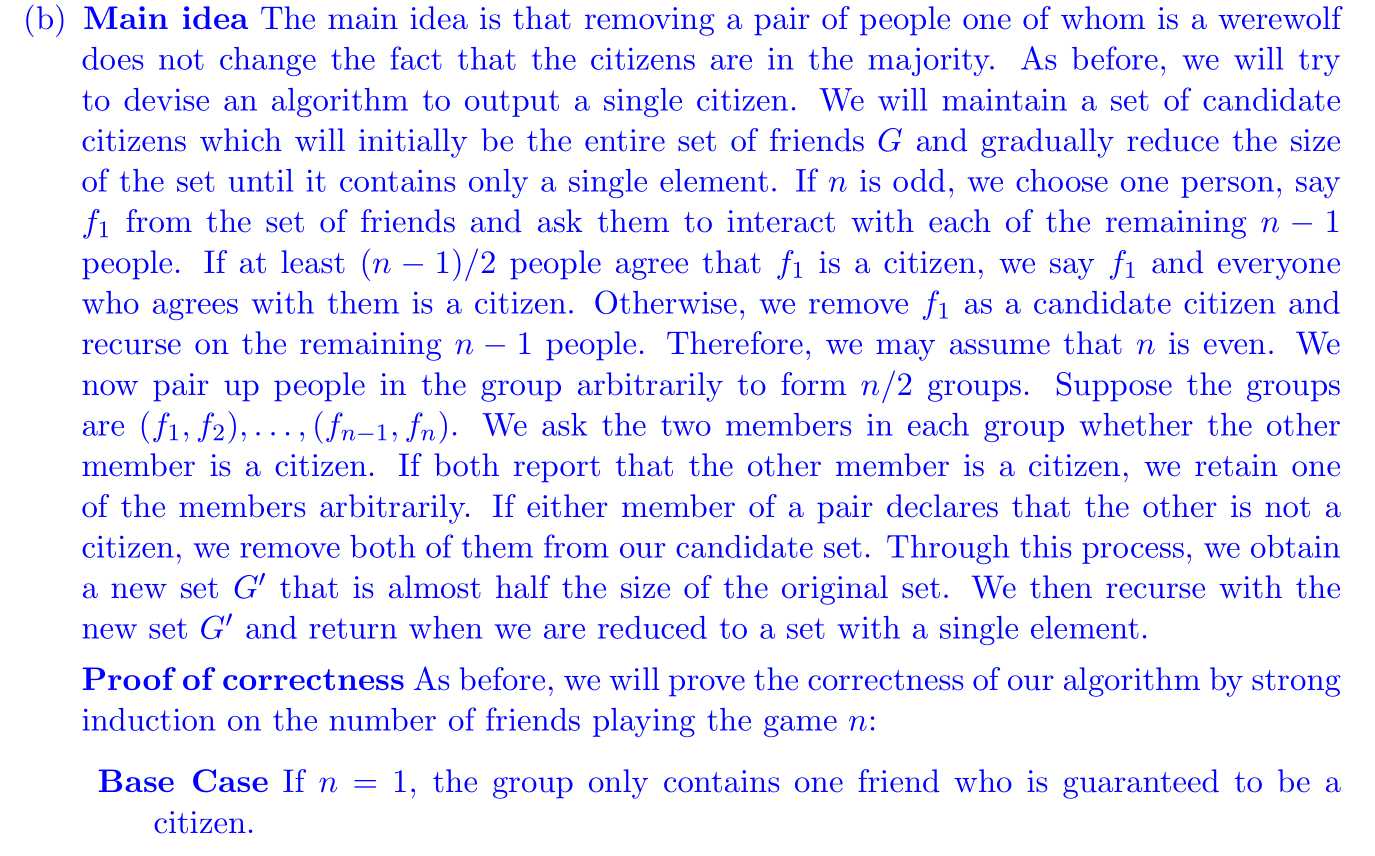 (b) Main idea The main idea is that removing a pair of people one of whom is a werewolf
does not change the fact that the citizens are in the majority. As before, we will try
to devise an algorithm to output a single citizen. We will maintain a set of candidate
citizens which will initially be the entire set of friends G and gradually reduce the size
of the set until it contains only a single element. If n is odd, we choose one person, say
f₁ from the set of friends and ask them to interact with each of the remaining n − 1
people. If at least (n − 1)/2 people agree that f₁ is a citizen, we say f₁ and everyone
who agrees with them is a citizen. Otherwise, we remove f₁ as a candidate citizen and
recurse on the remaining n − 1 people. Therefore, we may assume that n is even. We
now pair up people in the group arbitrarily to form n/2 groups. Suppose the groups
are (f₁, f₂), . . . , (fₙ₋₁, fₙ). We ask the two members in each group whether the other
member is a citizen. If both report that the other member is a citizen, we retain one
of the members arbitrarily. If either member of a pair declares that the other is not a
citizen, we remove both of them from our candidate set. Through this process, we obtain
a new set G′ that is almost half the size of the original set. We then recurse with the
new set G′ and return when we are reduced to a set with a single element.
Proof of correctness As before, we will prove the correctness of our algorithm by strong
induction on the number of friends playing the game n:
Base Case If n = 1, the group only contains one friend who is guaranteed to be a
citizen.